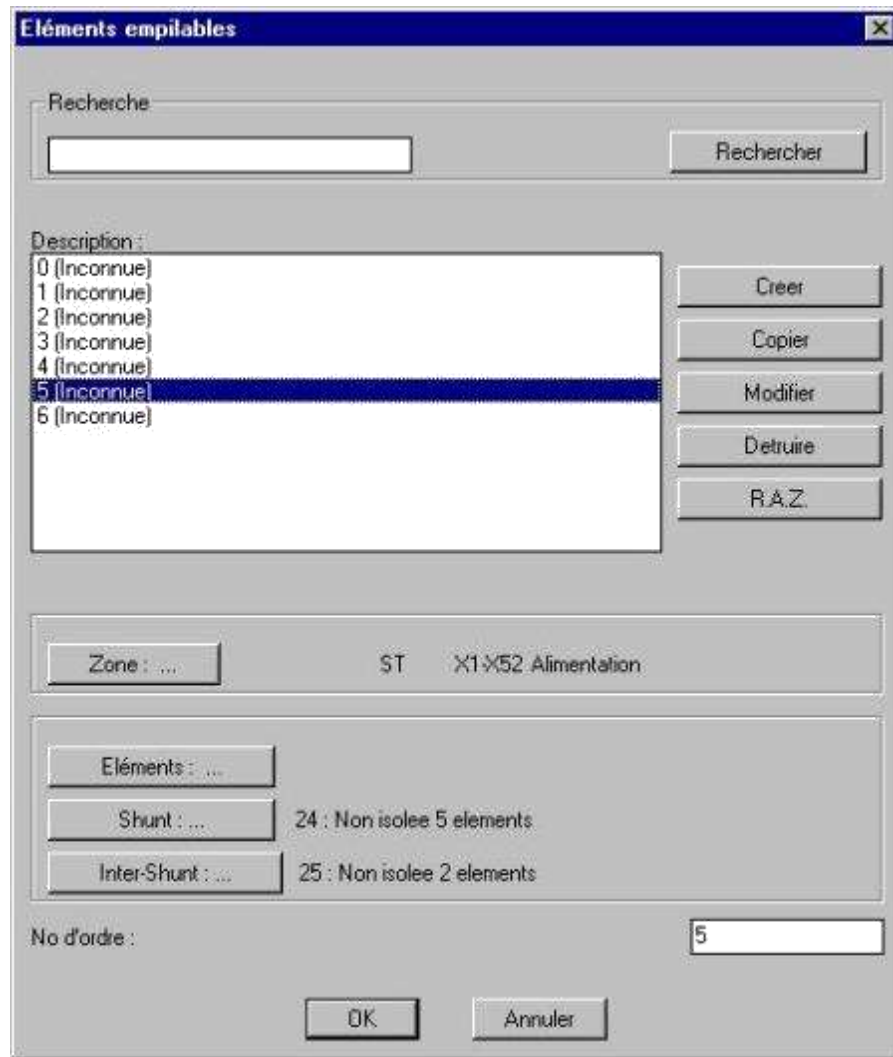 Eléments empilables
Recherche
Rechercher
Description :
0 (Inconnue)
1 (Inconnue)
2 (Inconnue)
3 (Inconnue)
4 (Inconnue)
5 (Inconnue)
6 (Inconnue)
Creer
Copier
Modifier
Detruire
R.A.Z.
Zone : ... ST X1-X52 Alimentation
Eléments : ...
Shunt : ... 24 : Non isolee 5 elements
Inter-Shunt : ... 25 : Non isolee 2 elements
No d'ordre : 5
OK Annuler